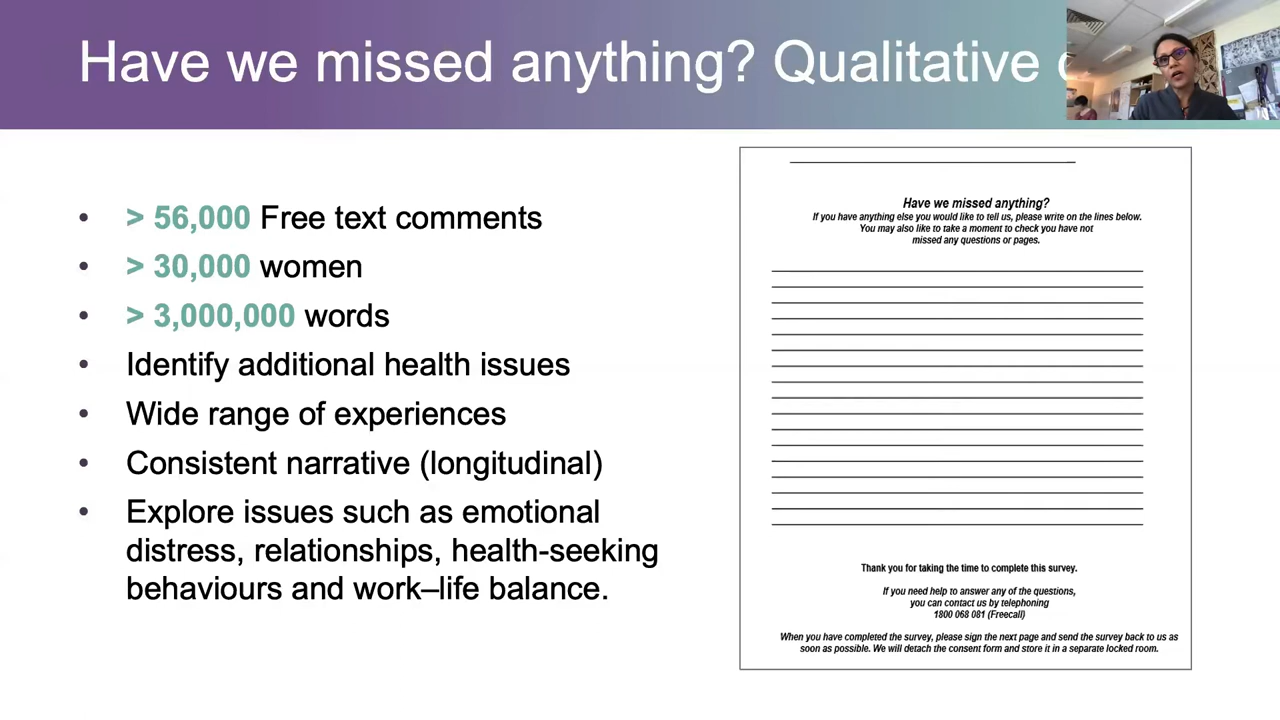 Have we missed anything? Qualitative
• > 56,000 Free text comments
• > 30,000 women
• > 3,000,000 words
• Identify additional health issues
• Wide range of experiences
• Consistent narrative (longitudinal)
• Explore issues such as emotional
distress, relationships, health-seeking
behaviours and work–life balance.
Have we missed anything?
If you have anything else you would like to tell us, please write on the lines below.
You may also like to take a moment to check you have not
missed any questions or pages.
Thank you for taking the time to complete this survey.
If you need help to answer any of the questions,
you can contact us by telephoning
1800 068 081 (Freecall)
When you have completed the survey, please sign the next page and send the survey back to us as
soon as possible. We will detach the consent form and store it in a separate locked room.